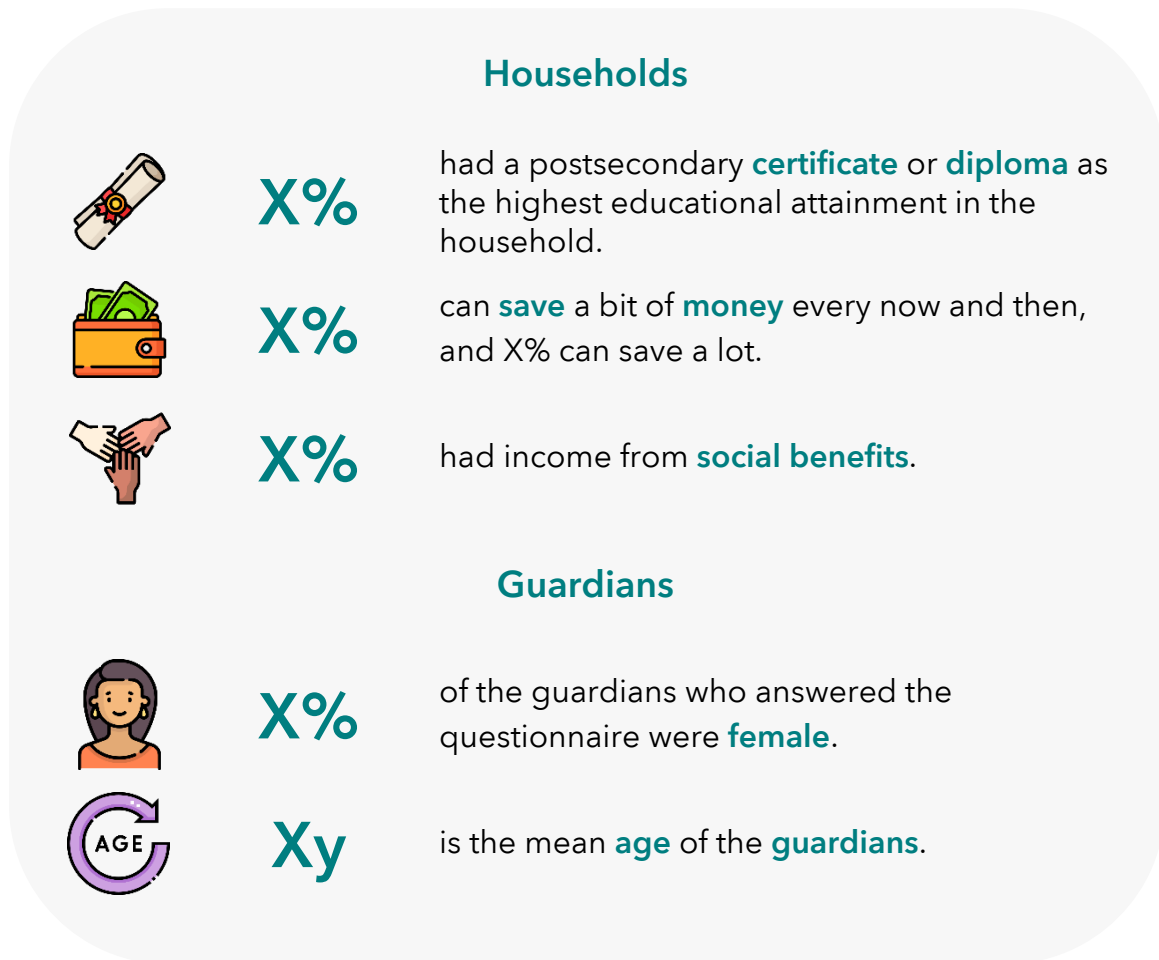 Households
X%
had a postsecondary certificate or diploma as
the highest educational attainment in the
household.
X%
can save a bit of money every now and then,
and X% can save a lot.
X%
had income from social benefits.
Guardians
X%
of the guardians who answered the
questionnaire were female.
AGE
Xy
is the mean age of the guardians.